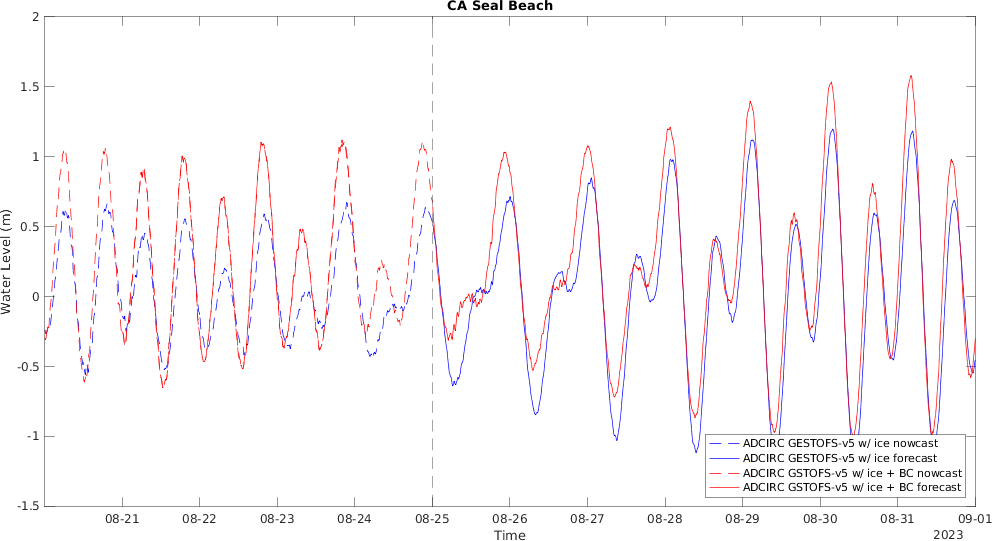 CA Seal Beach
2
1.5
1
0.5
0
-0.5
-1
-1.5
Water Level (m)
08-21 08-22 08-23 08-24 08-25 08-26 08-27 08-28 08-29 08-30 08-31 09-01
Time
2023
ADCIRC GESTOFS-v5 w/ ice nowcast
ADCIRC GESTOFS-v5 w/ ice forecast
ADCIRC GSTOFS-v5 w/ ice + BC nowcast
ADCIRC GSTOFS-v5 w/ ice + BC forecast